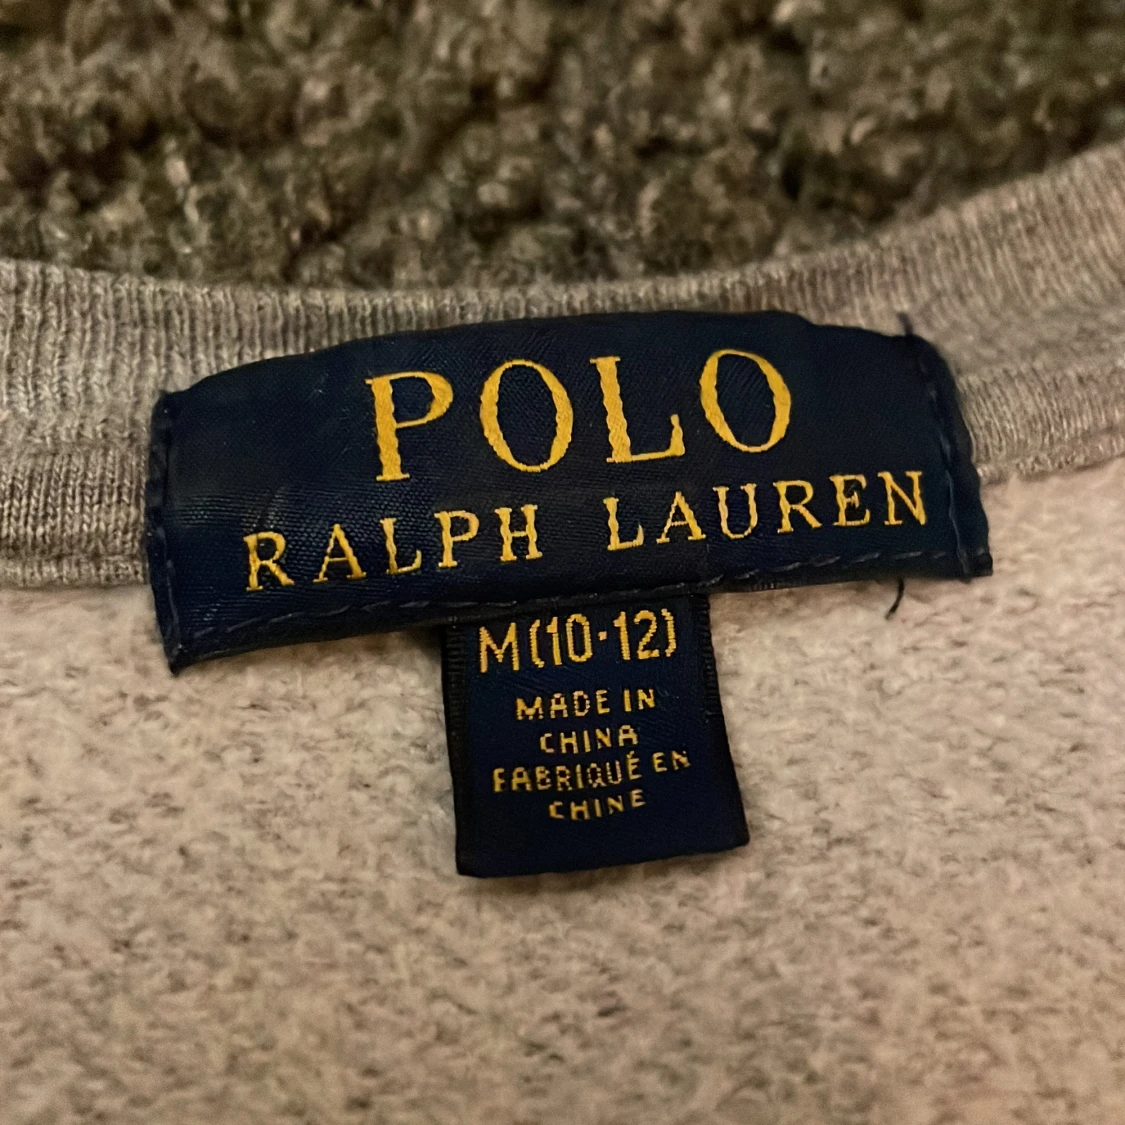 POLO
RALPH LAUREN
M(10·12)
MADE IN
CHINA
FABRIQUÉ EN
CHINE